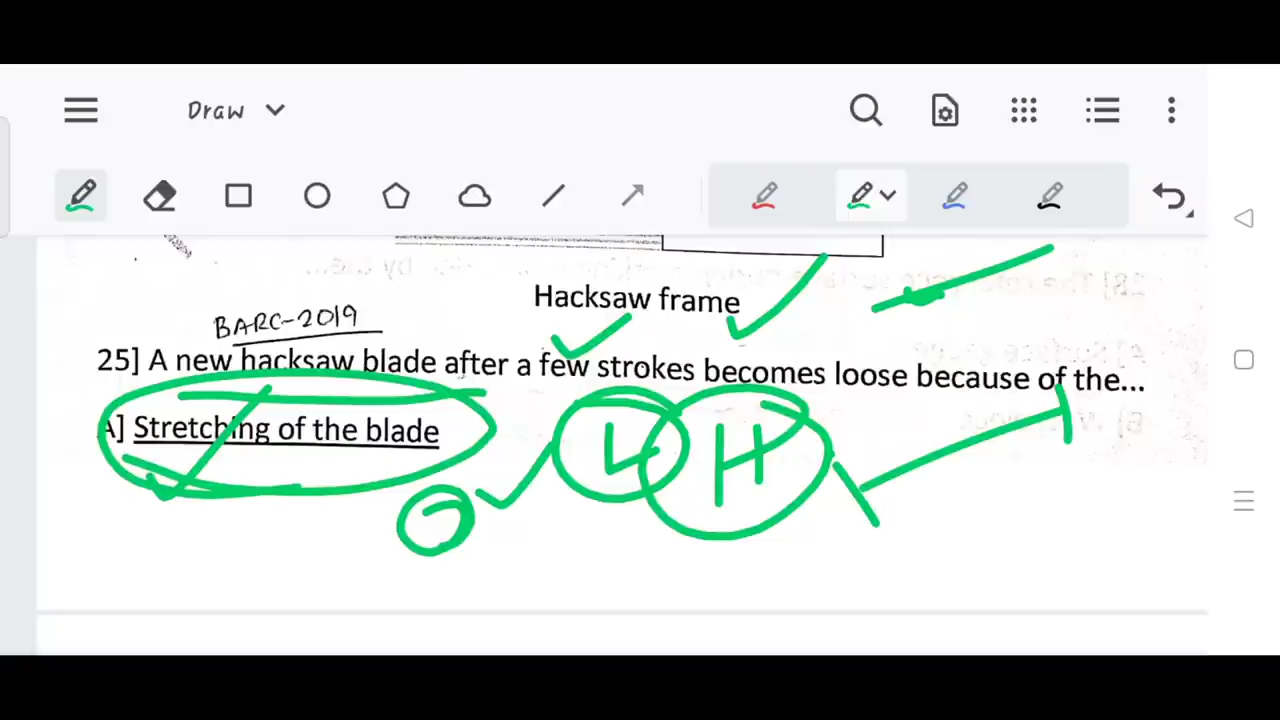 Draw
Hacksaw frame
BARC-2019
25] A new hacksaw blade after a few strokes becomes loose because of the...
A] Stretching of the blade
L H